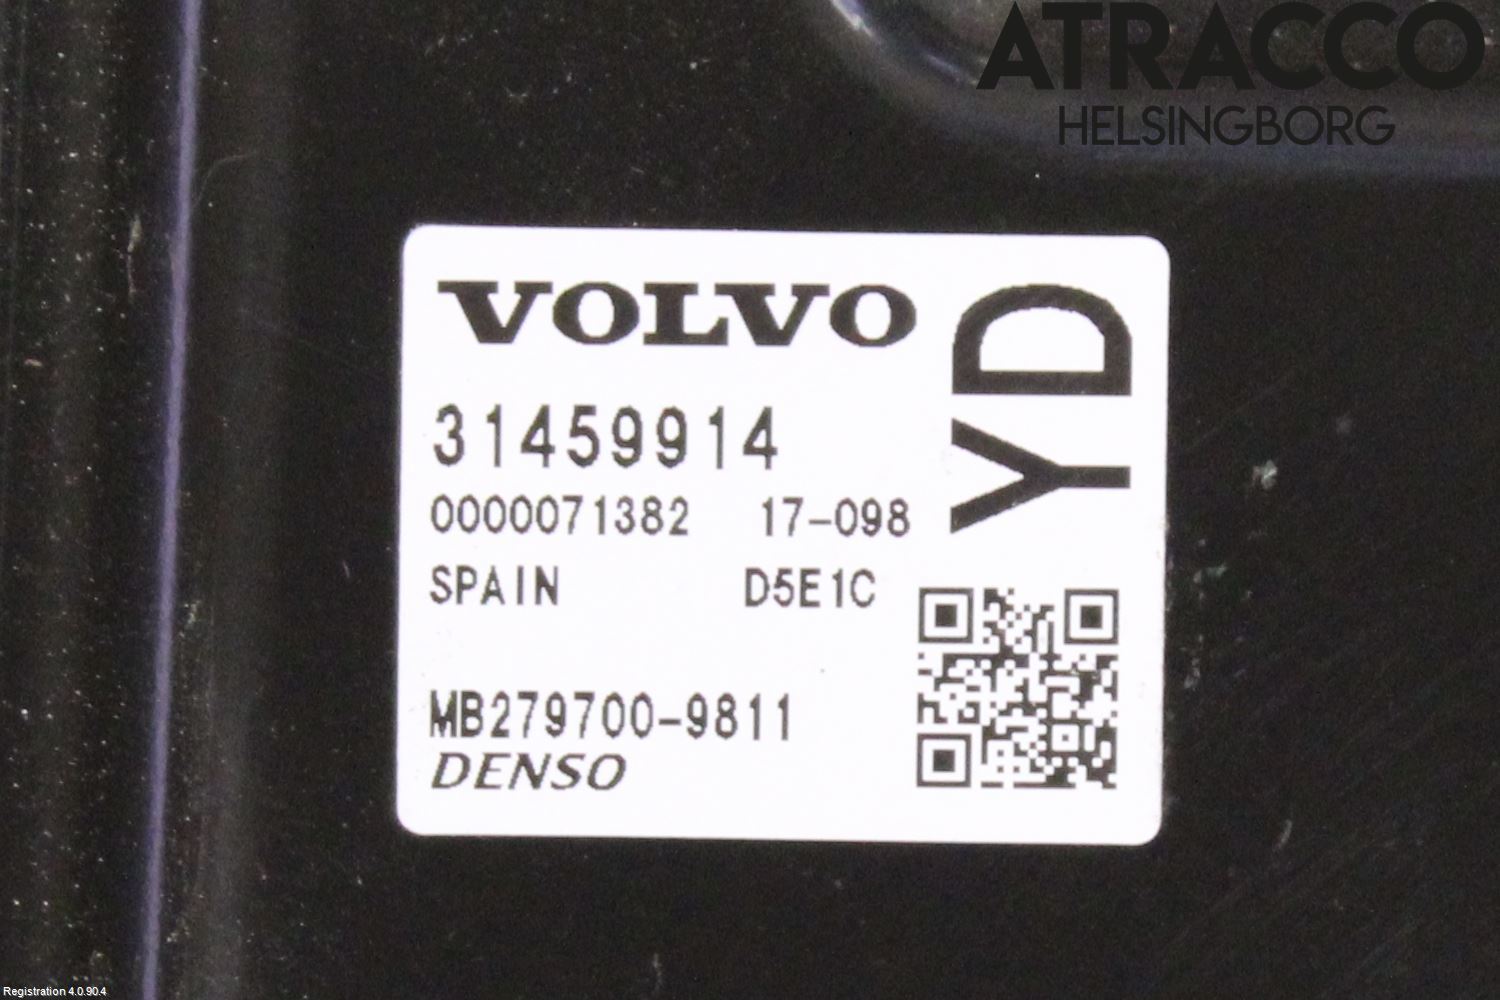 ATRACCO
HELSINGBORG
VOLVO
YD
31459914
0000071382 17-098
SPAIN D5E1C
MB279700-9811
DENSO
Registration 4.0.90.4